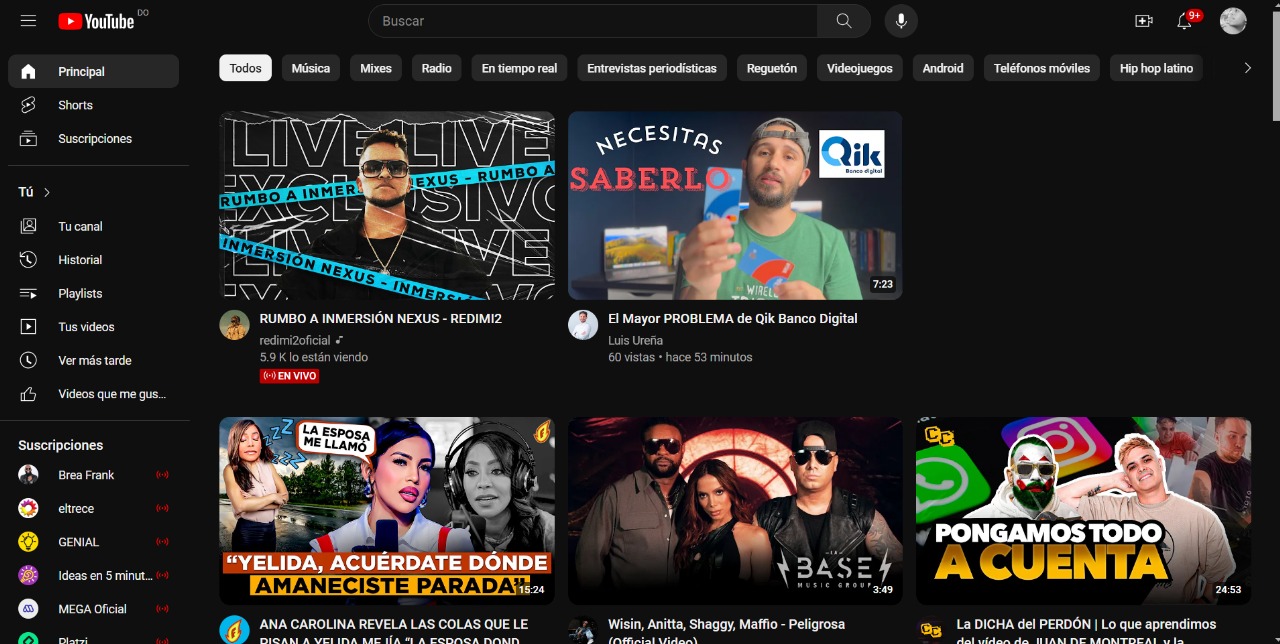 YouTube DO
Buscar
9+
Principal
Shorts
Suscripciones
Tú
Tu canal
Historial
Playlists
Tus videos
Ver más tarde
Videos que me gus...
Suscripciones
Brea Frank
eltrece
GENIAL
Ideas en 5 minut...
MEGA Oficial
Platzi
Todos
Música
Mixes
Radio
En tiempo real
Entrevistas periodísticas
Reguetón
Videojuegos
Android
Teléfonos móviles
Hip hop latino
LIVE LIVE
EXCLUSIVO
RUMBO A INMERSIÓN NEXUS - RUMBO A
INMERSIÓN NEXUS - INMERSI
RUMBO A INMERSIÓN NEXUS - REDIMI2
redimi2oficial
5.9 K lo están viendo
EN VIVO
NECESITAS
SABERLO
Qik
Banco digital
7:23
El Mayor PROBLEMA de Qik Banco Digital
Luis Ureña
60 vistas • hace 53 minutos
ZZZ
ZZZ
LA ESPOSA
ME LLAMÓ
“YELIDA, ACUÉRDATE DÓNDE
AMANECISTE PARADA”
15:24
ANA CAROLINA REVELA LAS COLAS QUE LE
PISAN A YELIDA MEJÍA “LA ESPOSA DOND
LA
BASE
MUSIC GROUP
3:49
Wisin, Anitta, Shaggy, Maffio - Peligrosa
(Official Video)
CC
PONGAMOS TODO
A CUENTA
24:53
CC
La DICHA del PERDÓN | Lo que aprendimos
del vídeo de JUAN DE MONTREAL y la